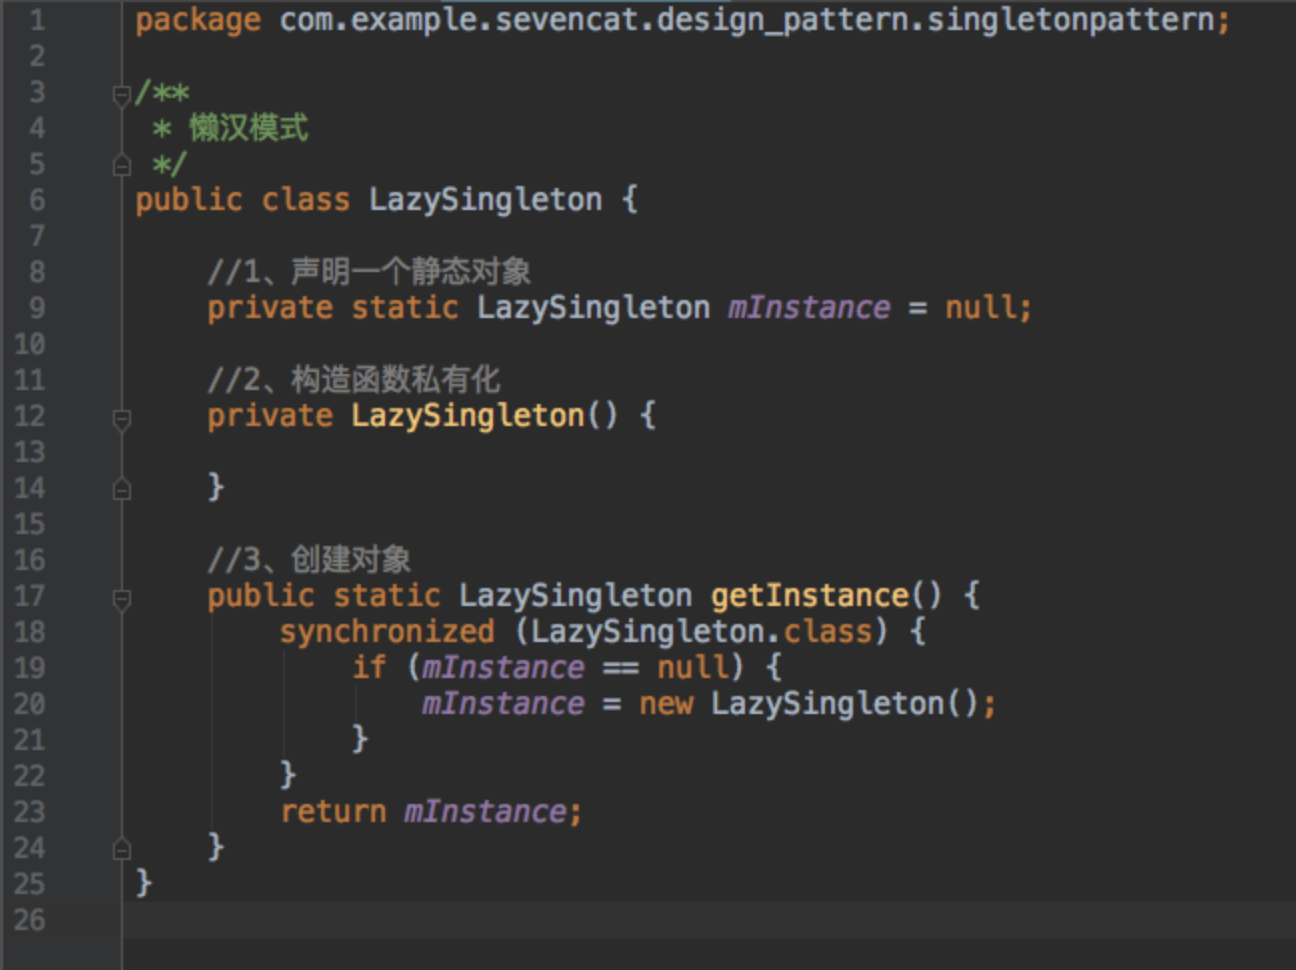 1 package com.example.sevencat.design_pattern.singletonpattern;
2
3 /**
4 * 懒汉模式
5 */
6 public class LazySingleton {
7
8 //1、声明一个静态对象
9 private static LazySingleton mInstance = null;
10
11 //2、构造函数私有化
12 private LazySingleton() {
13
14 }
15
16 //3、创建对象
17 public static LazySingleton getInstance() {
18 synchronized (LazySingleton.class) {
19 if (mInstance == null) {
20 mInstance = new LazySingleton();
21 }
22 }
23 return mInstance;
24 }
25 }
26